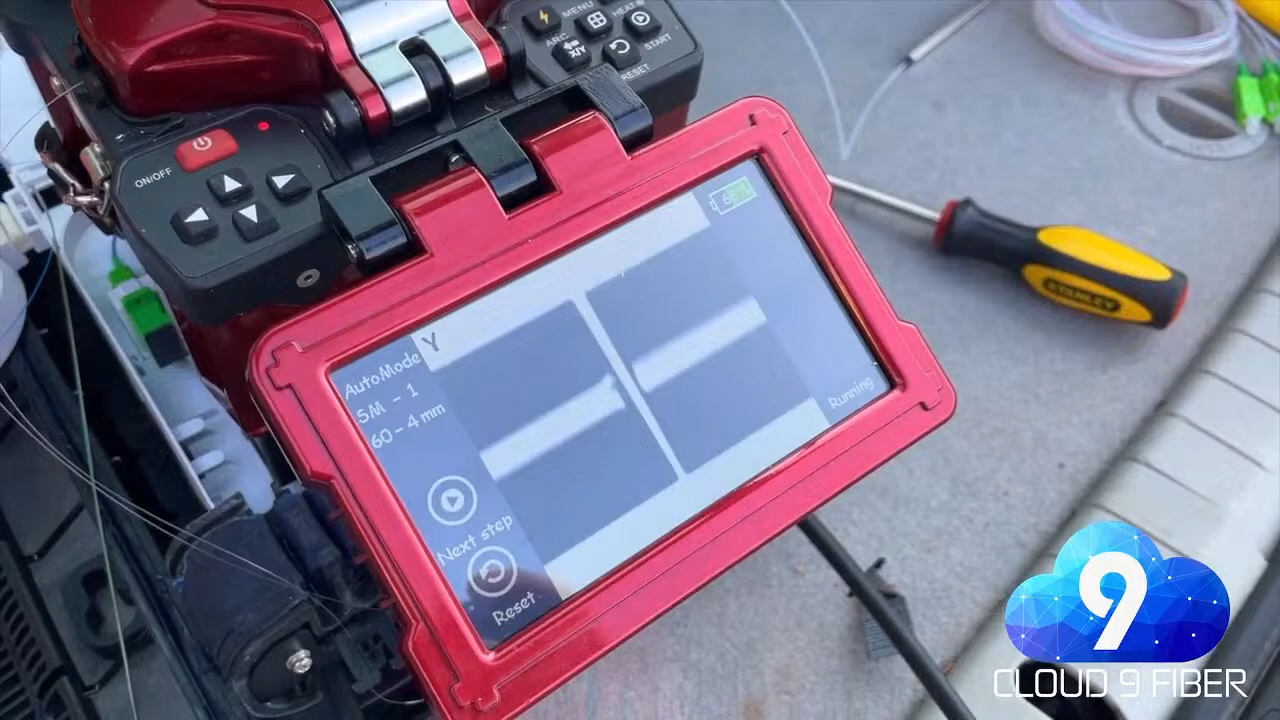 MENU
HEAT
ARC
X/Y
START
RESET
ON/OFF
Y
AutoMode
SM - 1
60 - 4 mm
Running
Next step
Reset
STANLEY
9
CLOUD 9 FIBER